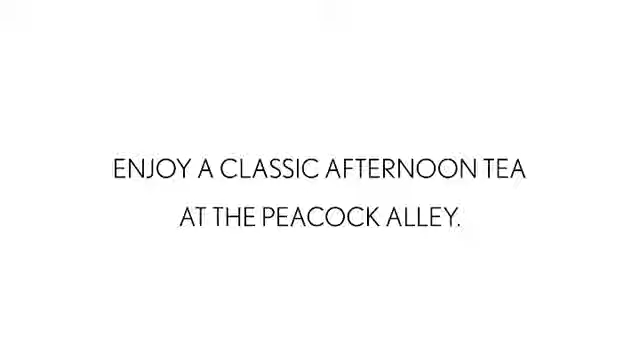 ENJOY A CLASSIC AFTERNOON TEA
AT THE PEACOCK ALLEY.